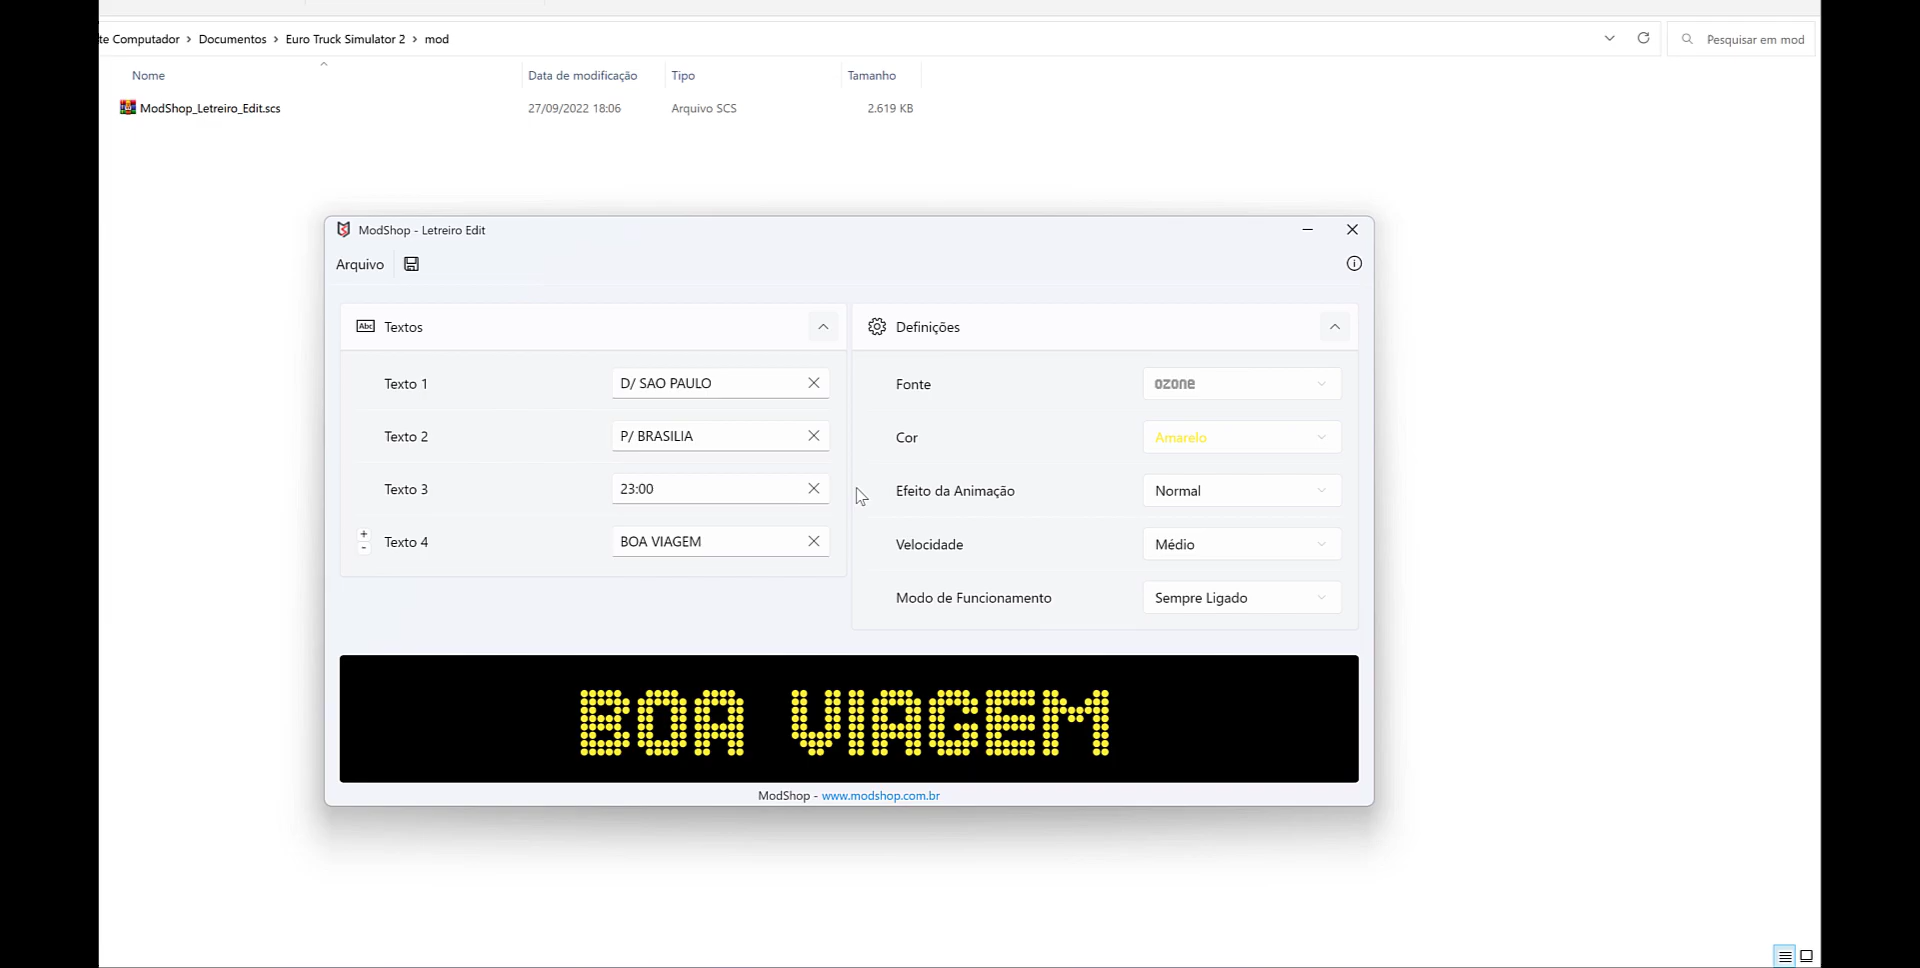 te Computador > Documentos > Euro Truck Simulator 2 > mod
Pesquisar em mod
Nome Data de modificação Tipo Tamanho
ModShop_Letreiro_Edit.scs 27/09/2022 18:06 Arquivo SCS 2.619 KB
ModShop - Letreiro Edit
Arquivo
Abc Textos
Texto 1 D/ SAO PAULO
Texto 2 P/ BRASILIA
Texto 3 23:00
+
-
Texto 4 BOA VIAGEM
Definições
Fonte ozone
Cor Amarelo
Efeito da Animação Normal
Velocidade Médio
Modo de Funcionamento Sempre Ligado
BOA VIAGEM
ModShop - www.modshop.com.br